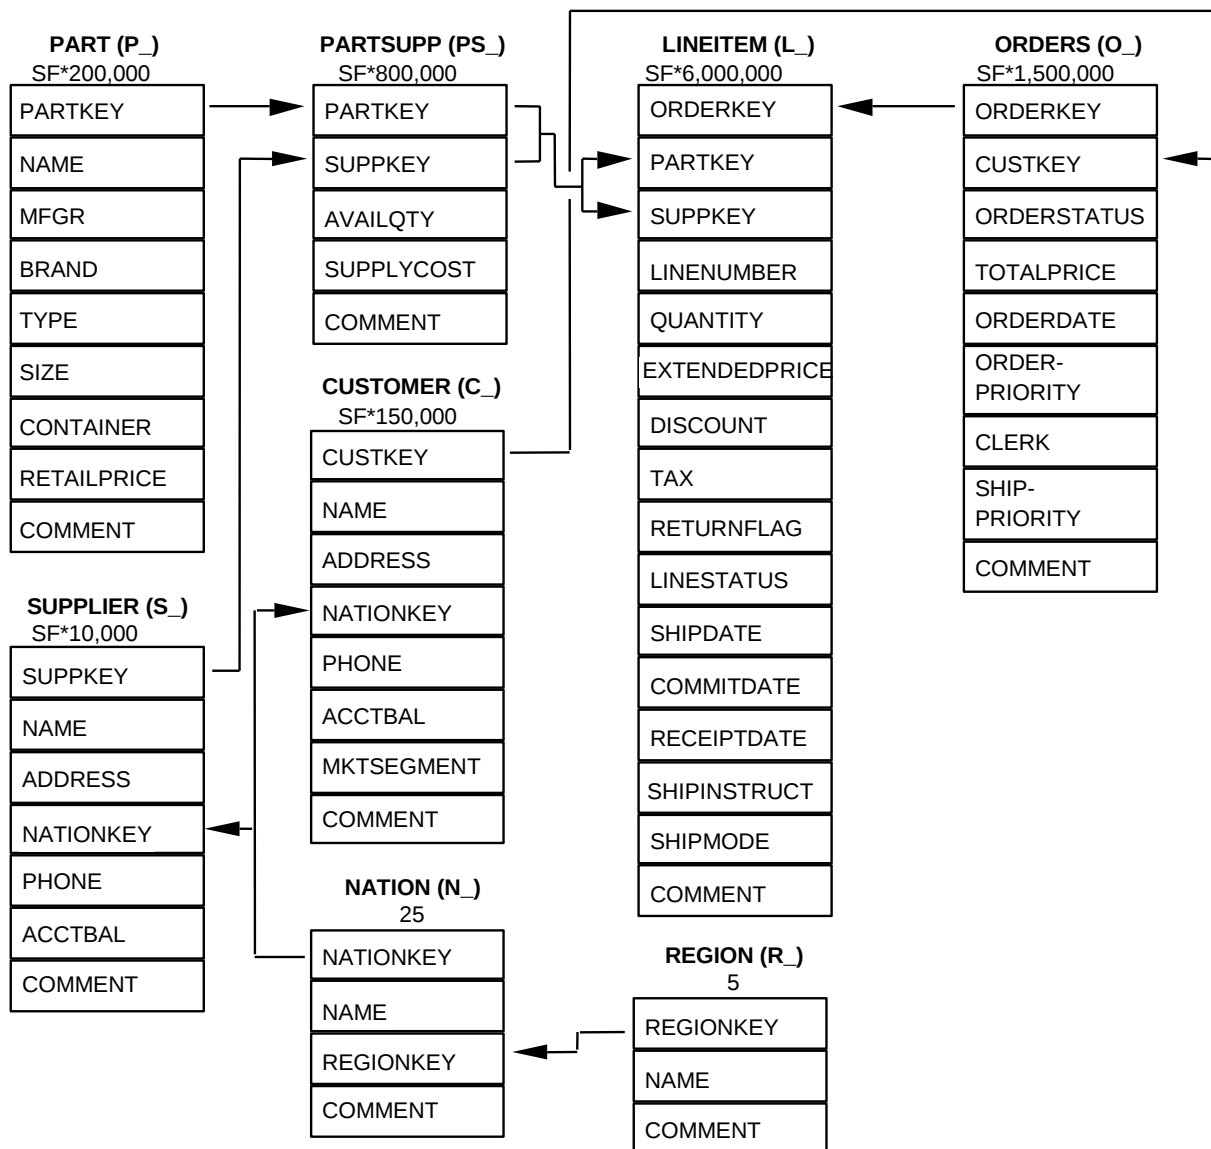 PART (P_)
SF*200,000
PARTKEY
NAME
MFGR
BRAND
TYPE
SIZE
CONTAINER
RETAILPRICE
COMMENT
SUPPLIER (S_)
SF*10,000
SUPPKEY
NAME
ADDRESS
NATIONKEY
PHONE
ACCTBAL
COMMENT
PARTSUPP (PS_)
SF*800,000
PARTKEY
SUPPKEY
AVAILQTY
SUPPLYCOST
COMMENT
CUSTOMER (C_)
SF*150,000
CUSTKEY
NAME
ADDRESS
NATIONKEY
PHONE
ACCTBAL
MKTSEGMENT
COMMENT
NATION (N_)
25
NATIONKEY
NAME
REGIONKEY
COMMENT
LINEITEM (L_)
SF*6,000,000
ORDERKEY
PARTKEY
SUPPKEY
LINENUMBER
QUANTITY
EXTENDEDPRICE
DISCOUNT
TAX
RETURNFLAG
LINESTATUS
SHIPDATE
COMMITDATE
RECEIPTDATE
SHIPINSTRUCT
SHIPMODE
COMMENT
REGION (R_)
5
REGIONKEY
NAME
COMMENT
ORDERS (O_)
SF*1,500,000
ORDERKEY
CUSTKEY
ORDERSTATUS
TOTALPRICE
ORDERDATE
ORDER-
PRIORITY
CLERK
SHIP-
PRIORITY
COMMENT